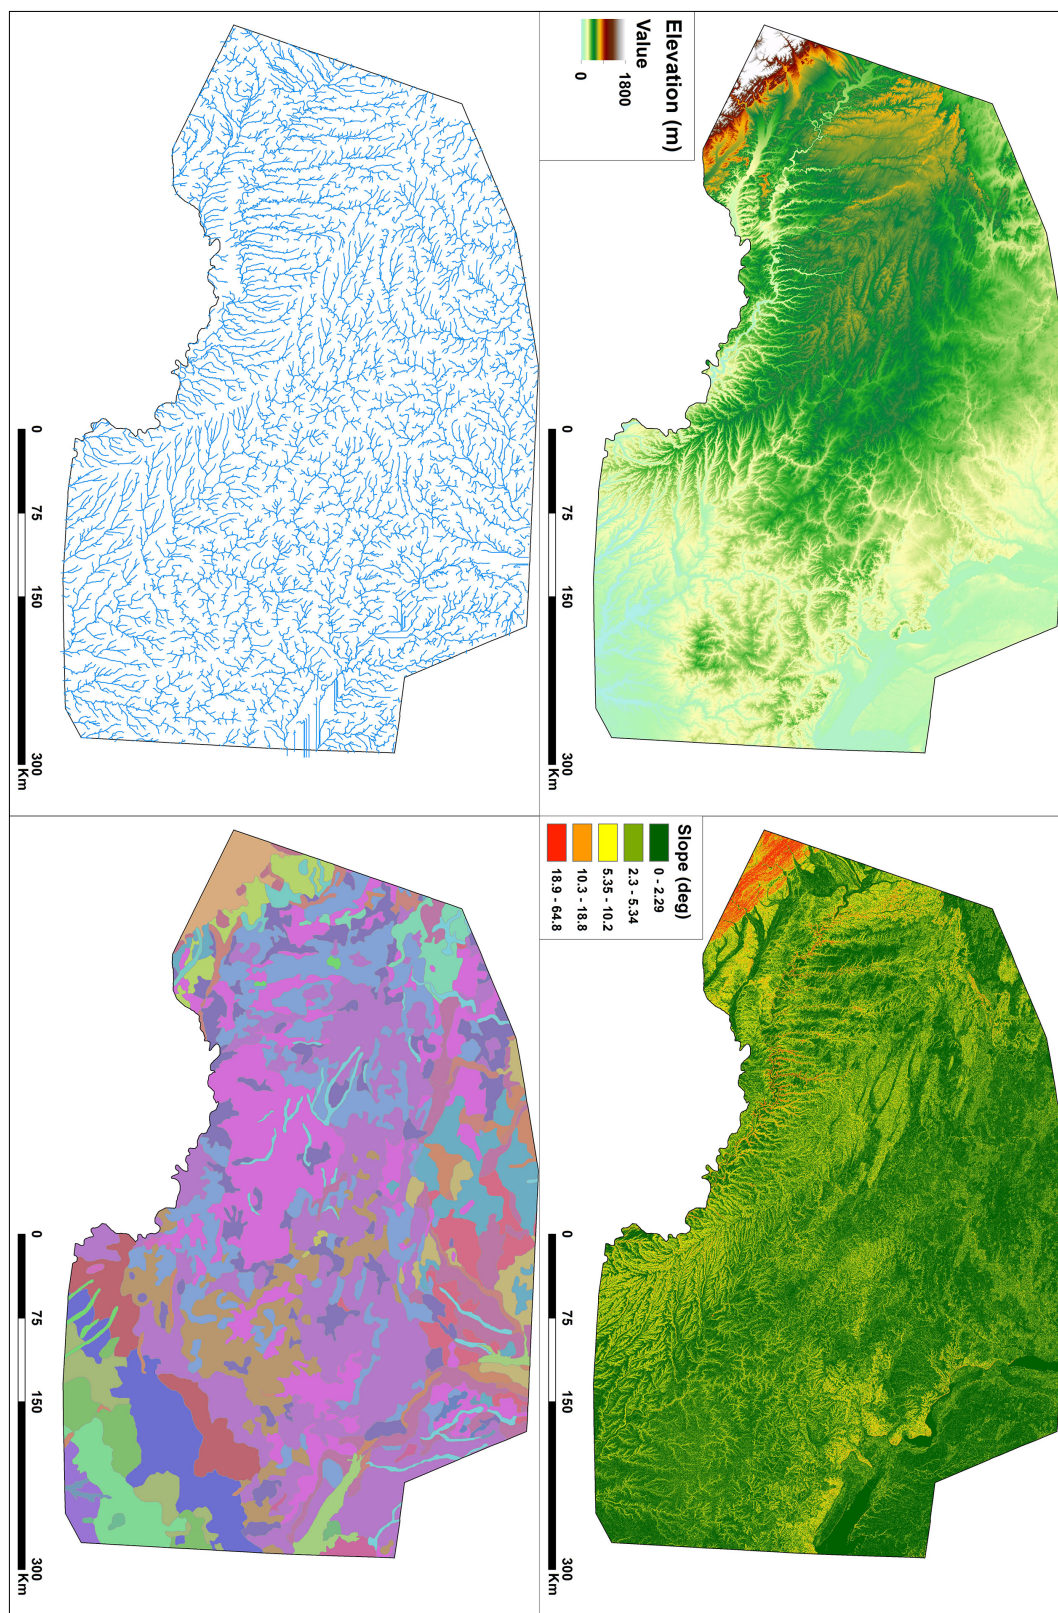 Elevation (m)
Value
1800
0
0 75 150 300
Km
Slope (deg)
0 - 2.29
2.3 - 5.34
5.35 - 10.2
10.3 - 18.8
18.9 - 64.8
0 75 150 300
Km
0 75 150 300
Km
0 75 150 300
Km